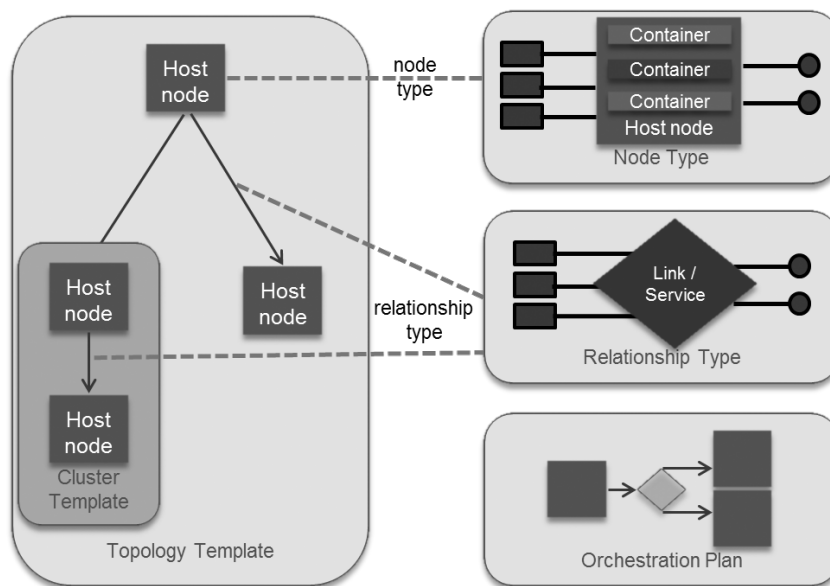 Host
node
node
type
Container
Container
Container
Host node
Node Type
Host
node
Host
node
relationship
type
Link /
Service
Relationship Type
Host
node
Cluster
Template
Topology Template
Orchestration Plan